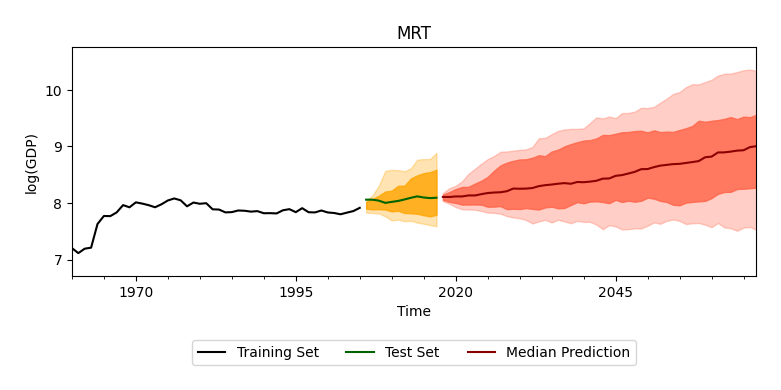 MRT
log(GDP)
10
9
8
7
1970 1995 2020 2045
Time
Training Set Test Set Median Prediction